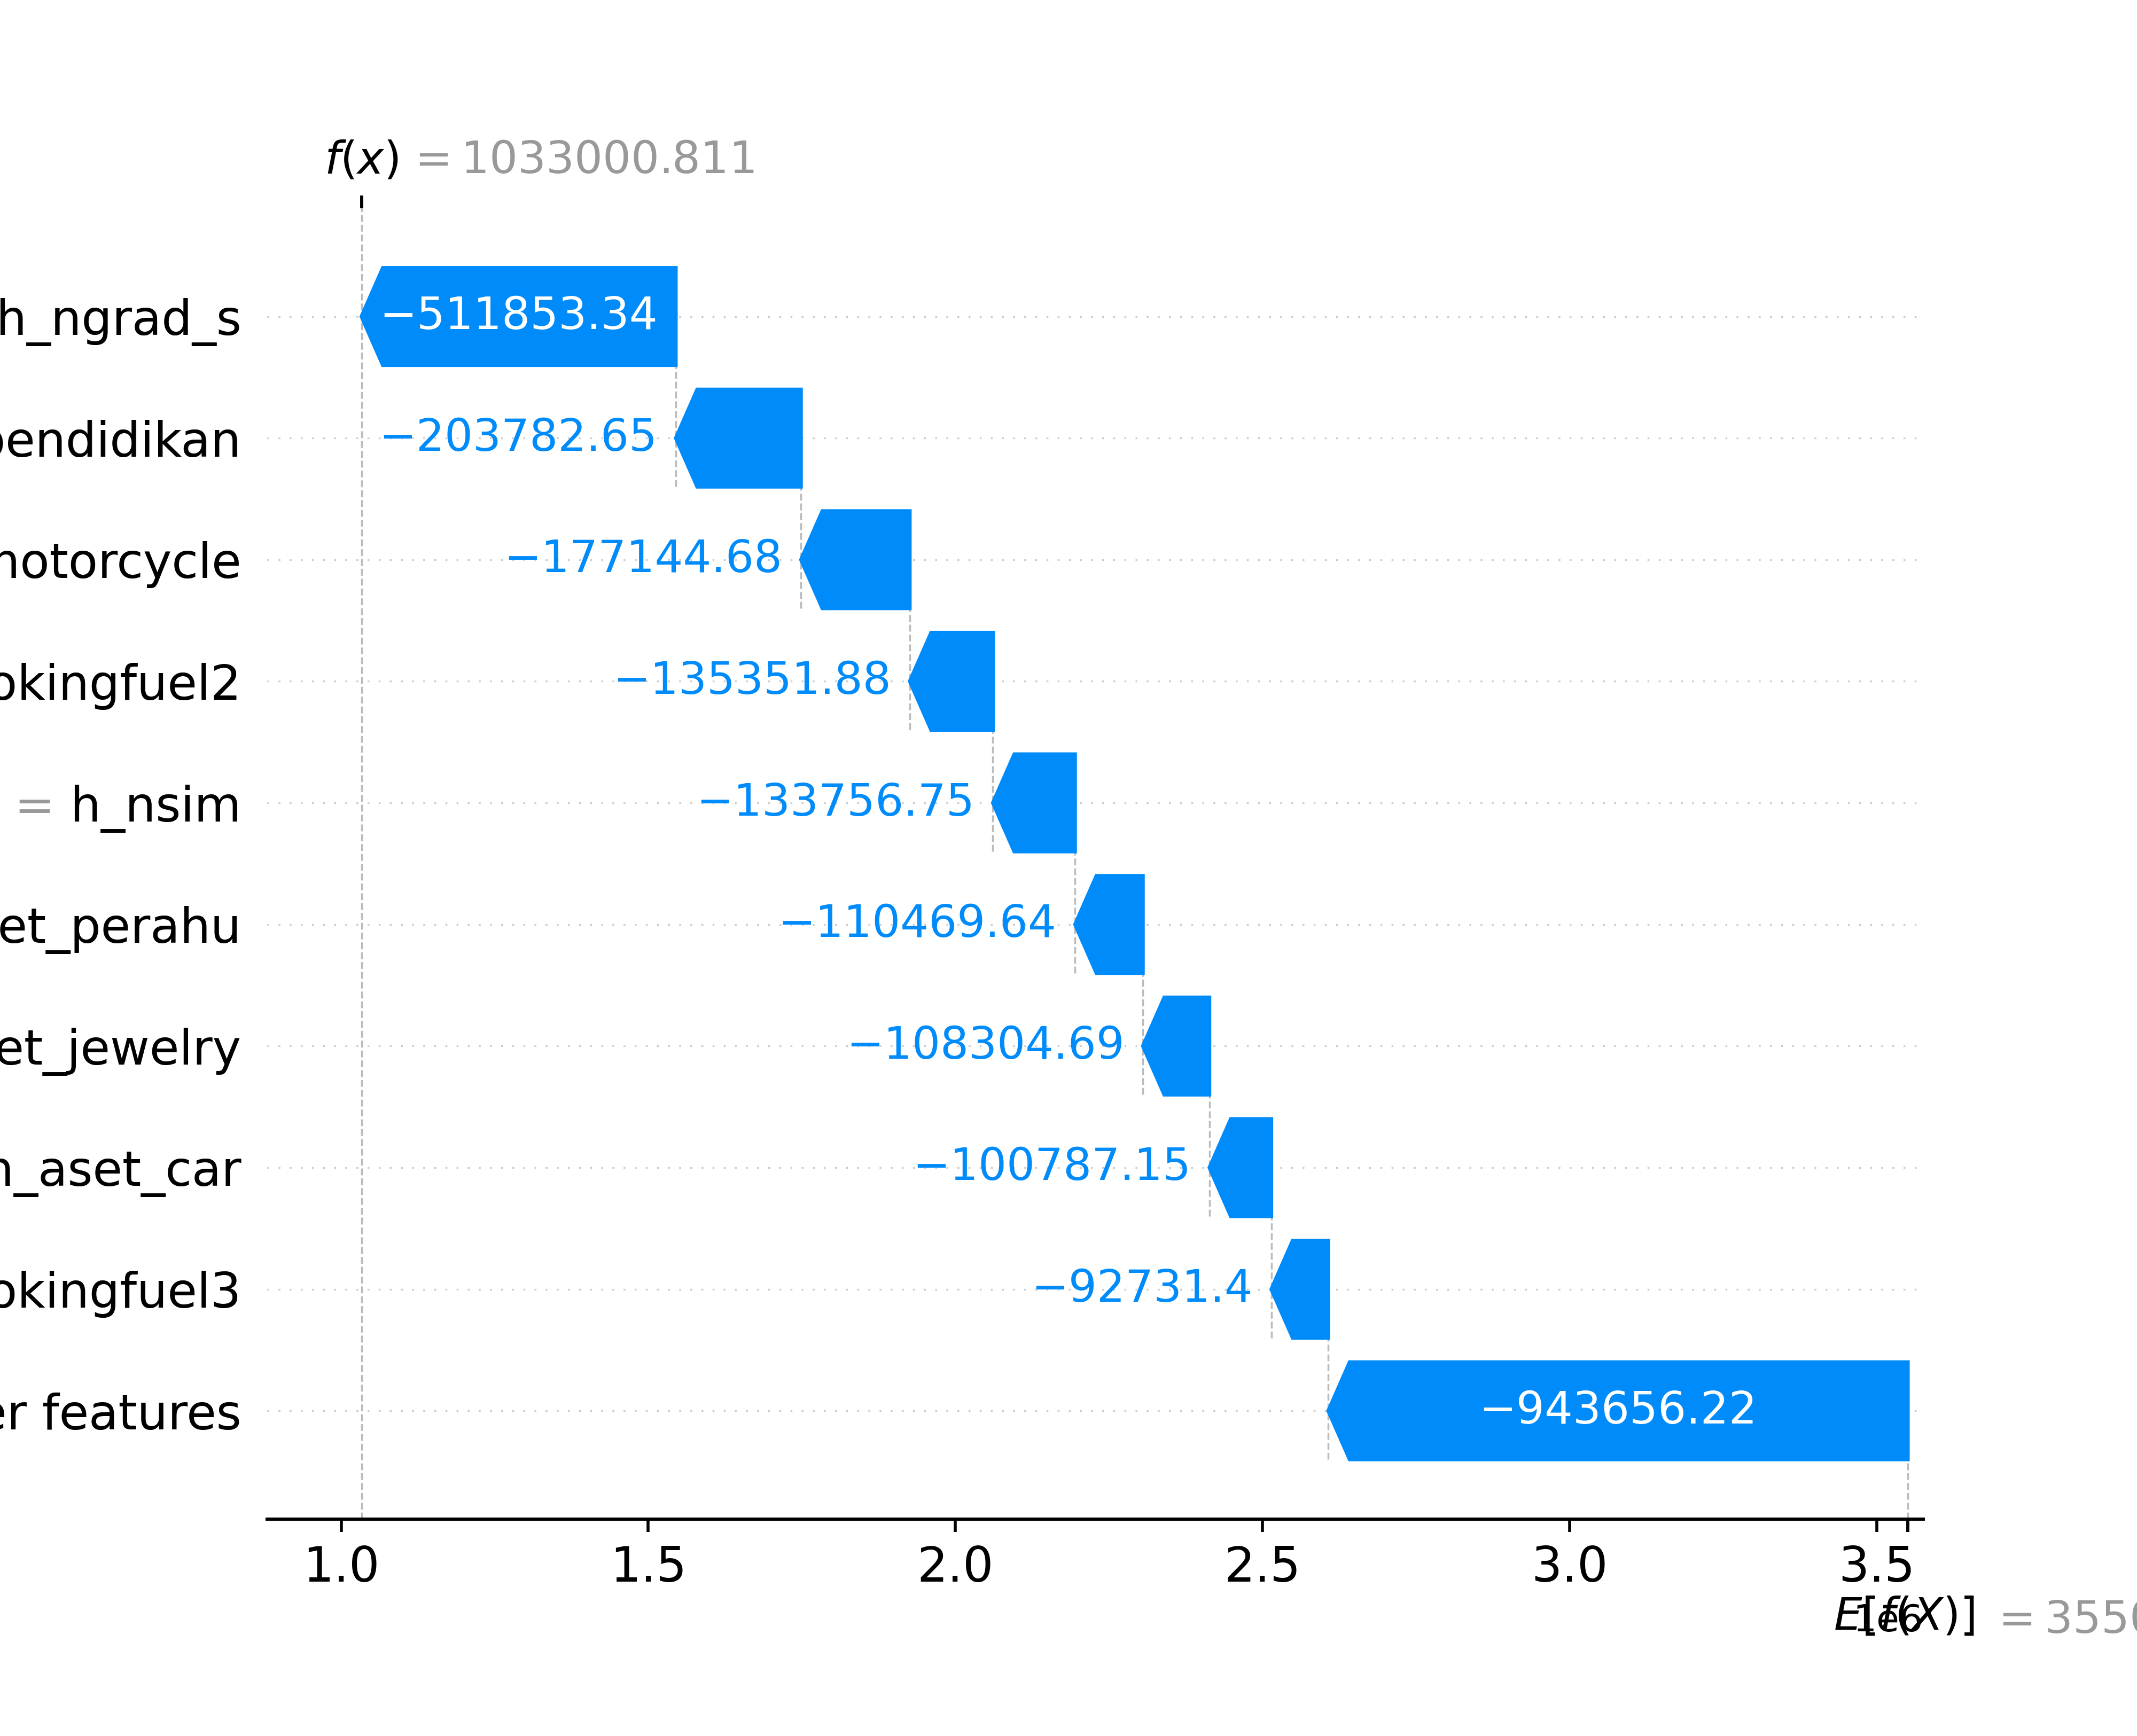 f(x) = 1033000.811
h_ngrad_s −511853.34
pendidikan −203782.65
motorcycle −177144.68
okingfuel2 −135351.88
= h_nsim −133756.75
et_perahu −110469.64
et_jewelry −108304.69
h_aset_car −100787.15
okingfuel3 −92731.4
er features −943656.22
1.0 1.5 2.0 2.5 3.0 3.5
1e6
E[f(X)] = 3550